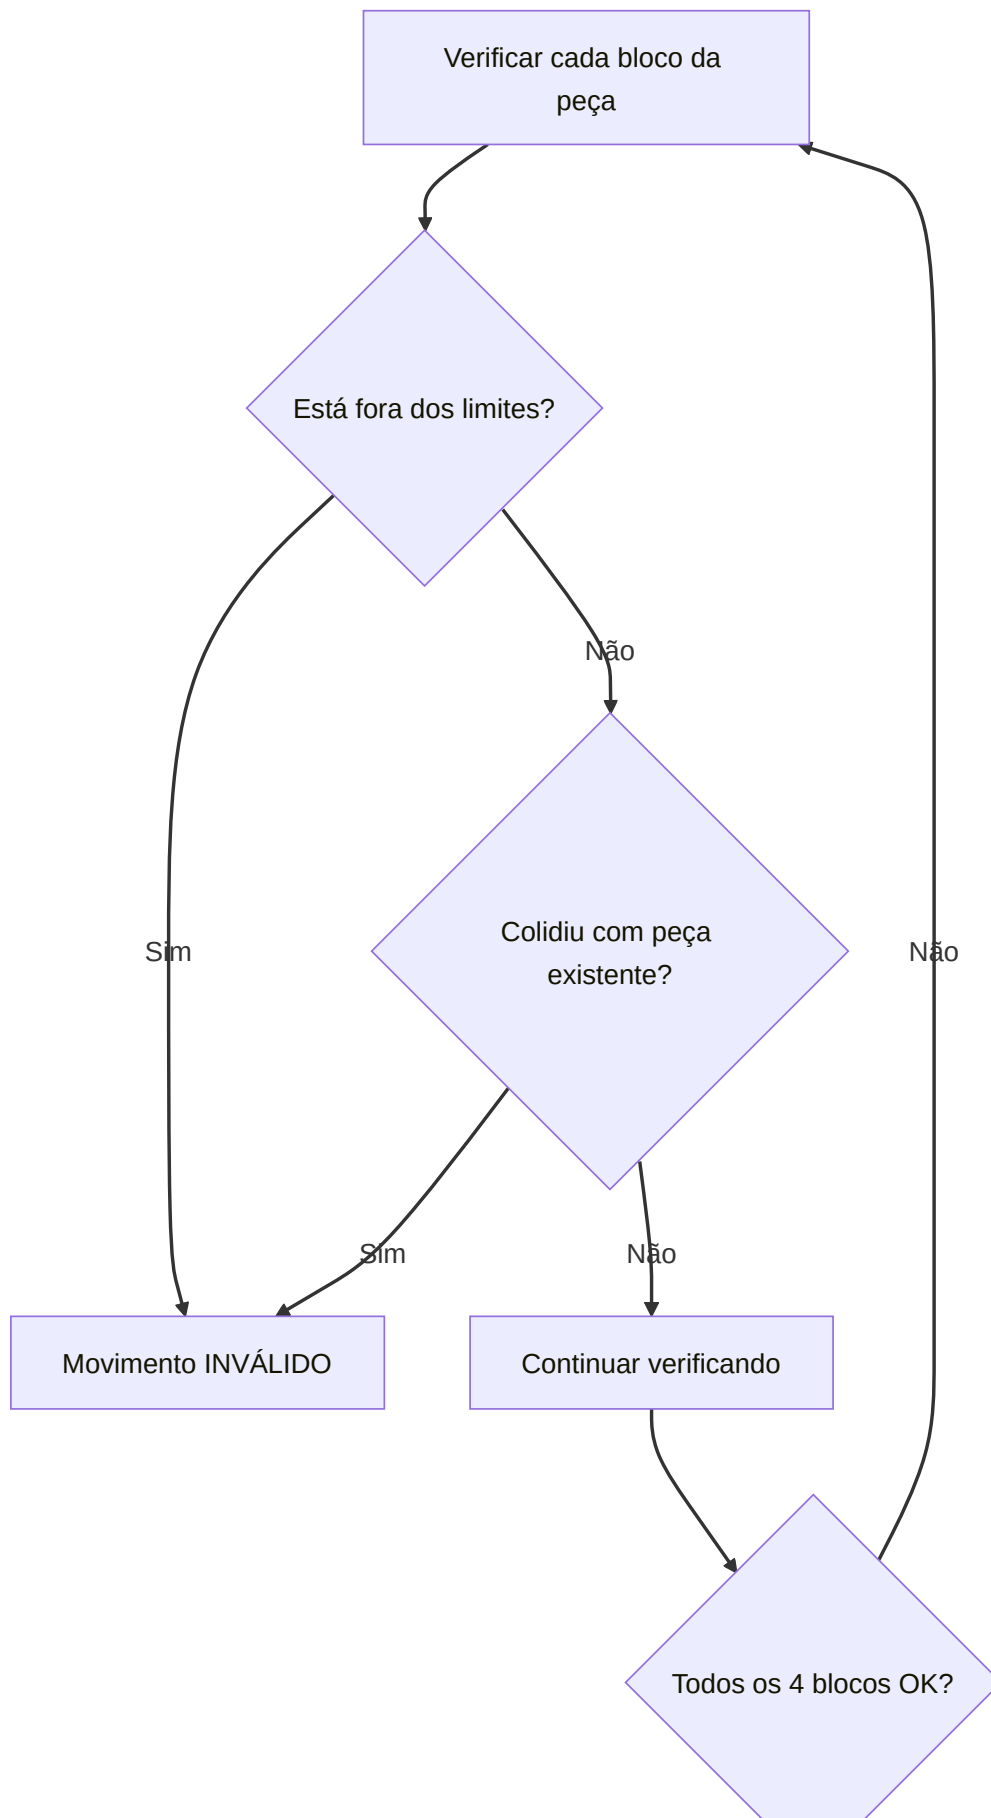 Verificar cada bloco da
peça
Está fora dos limites?
Não
Colidiu com peça
existente?
Sim
Não
Sim
Não
Movimento INVÁLIDO
Continuar verificando
Todos os 4 blocos OK?